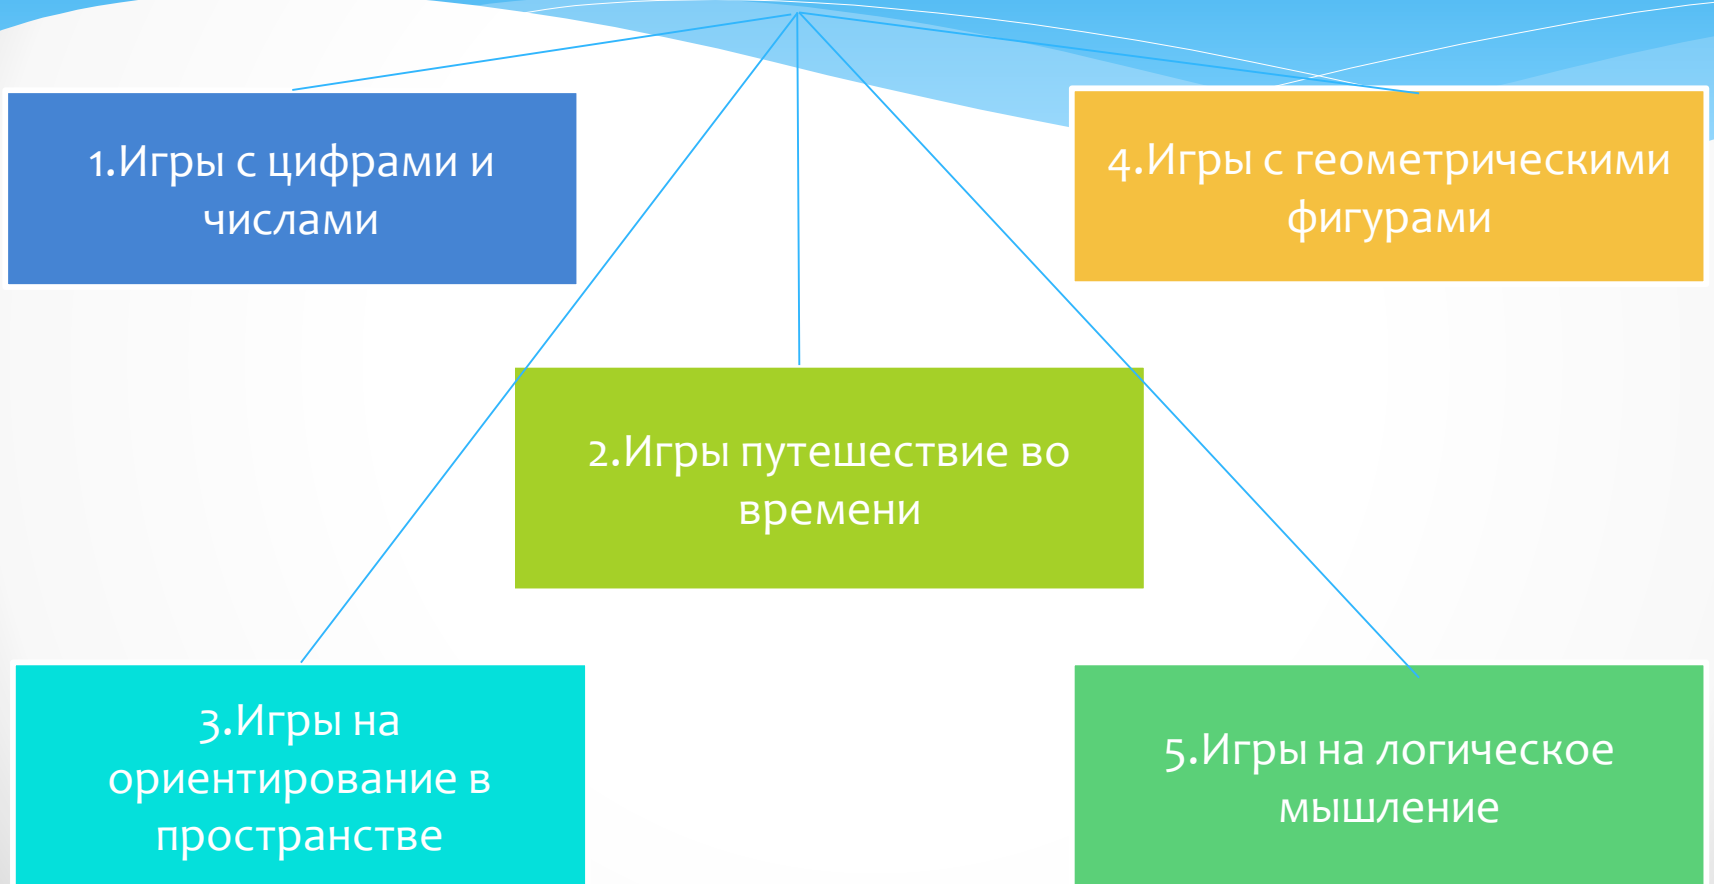 1.Игры с цифрами и
числами
4.Игры с геометрическими
фигурами
2.Игры путешествие во
времени
3.Игры на
ориентирование в
пространстве
5.Игры на логическое
мышление